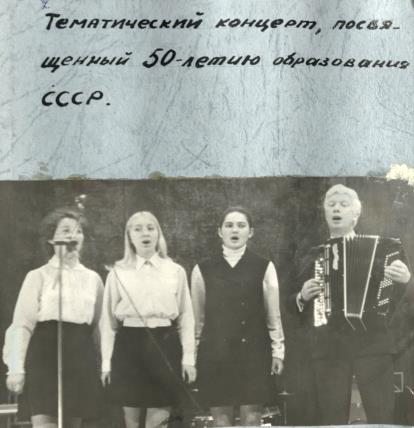 Тематический концерт, посвя-
щенный 50-летию образования
СССР.